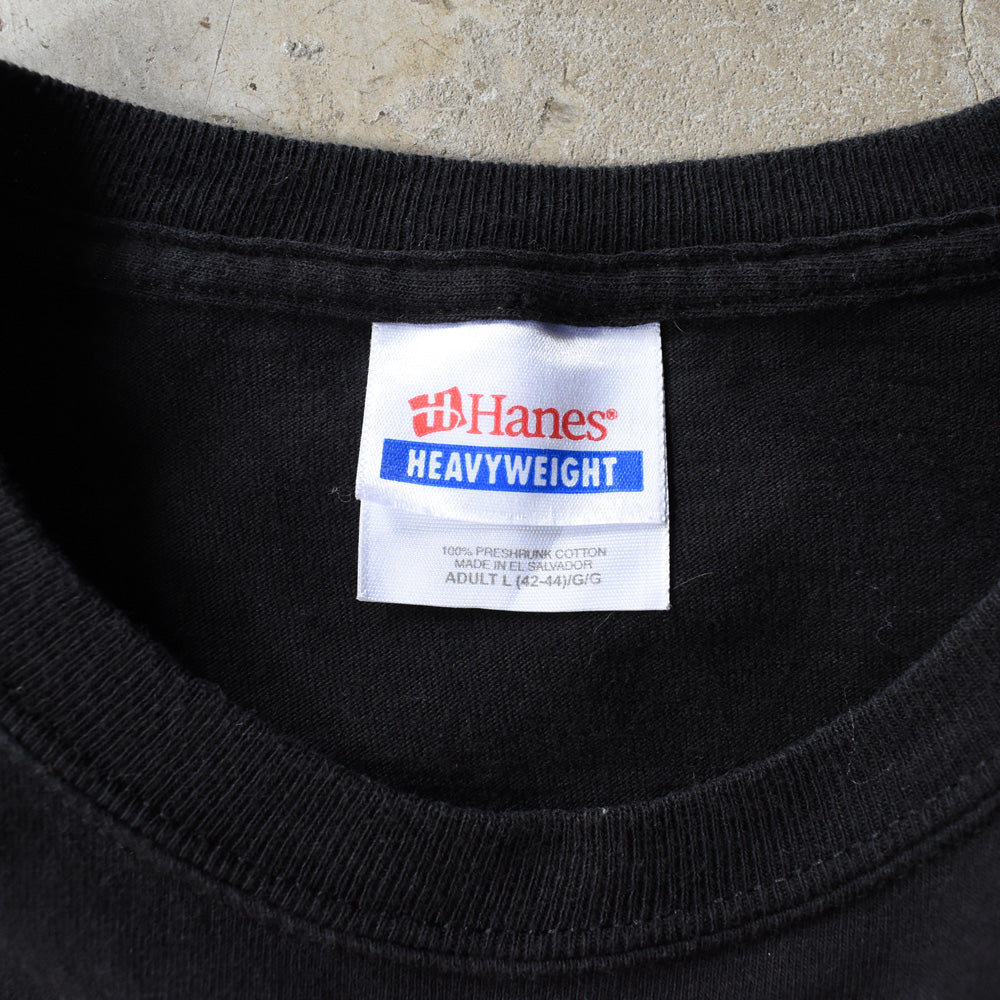 Hanes®
HEAVYWEIGHT
100% PRESHRUNK COTTON
MADE IN EL SALVADOR
ADULT L (42-44)/G/G